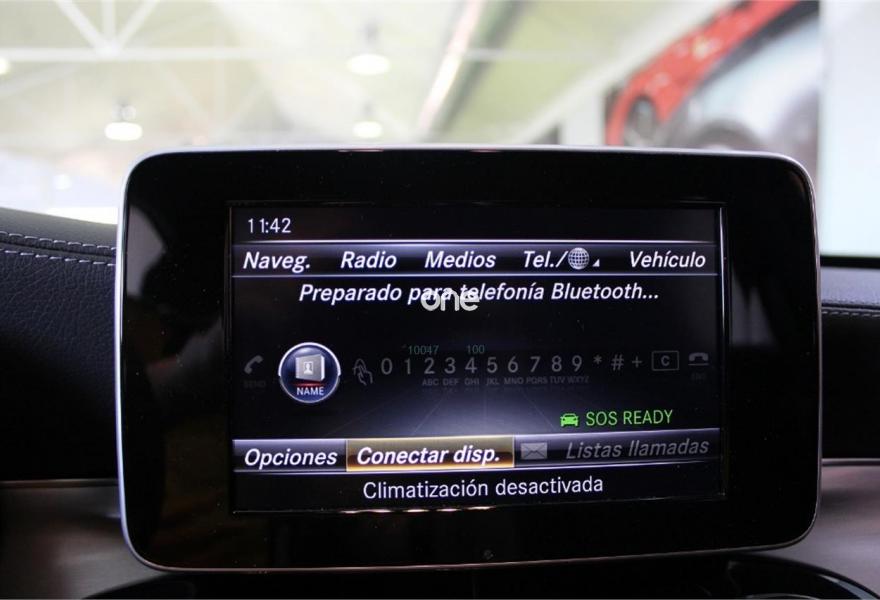 11:42
Naveg. Radio Medios Tel./ Vehículo
Preparado para telefonía Bluetooth...
one
10047 100
SEND NAME 0 1 2 3 4 5 6 7 8 9 * # + C END
ABC DEF GHI JKL MNO PQRS TUV WXYZ
SOS READY
Opciones Conectar disp. Listas llamadas
Climatización desactivada